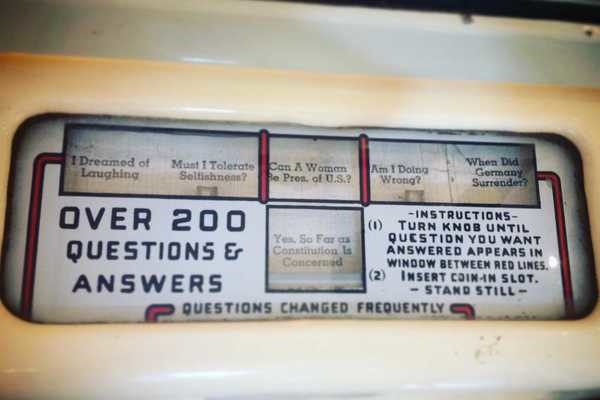 I Dreamed of
Laughing
Must I Tolerate
Selfishness?
Can A Woman
Be Pres. of U.S.?
Am I Doing
Wrong?
When Did
Germany
Surrender?
OVER 200
QUESTIONS &
ANSWERS
Yes, So Far as
Constitution Is
Concerned
-INSTRUCTIONS-
(1) TURN KNOB UNTIL
QUESTION YOU WANT
ANSWERED APPEARS IN
WINDOW BETWEEN RED LINES.
(2) INSERT COIN-IN SLOT.
-STAND STILL-
QUESTIONS CHANGED FREQUENTLY